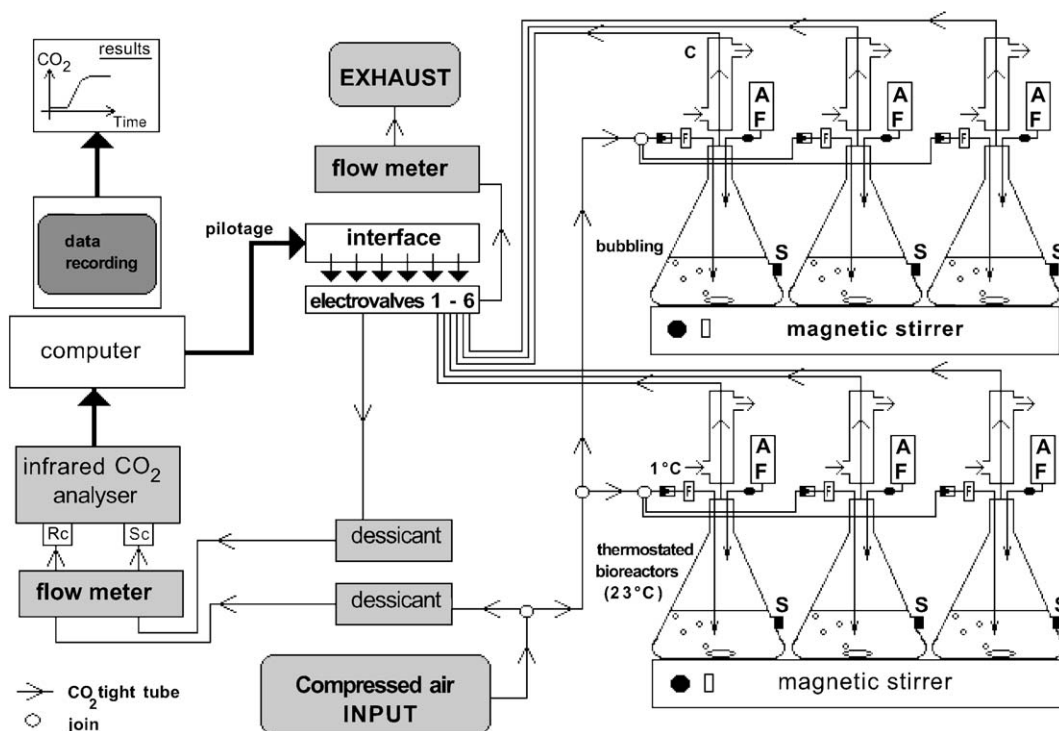 results
CO2
Time
data
recording
computer
infrared CO2
analyser
Rc
Sc
flow meter
CO2 tight tube
join
EXHAUST
flow meter
pilotage
interface
electrovalves 1 - 6
dessicant
dessicant
Compressed air
INPUT
C
A
F
A
F
A
F
F
F
F
bubbling
S
S
S
magnetic stirrer
1°C
A
F
A
F
A
F
F
F
F
thermostated
bioreactors
(23°C)
S
S
S
magnetic stirrer